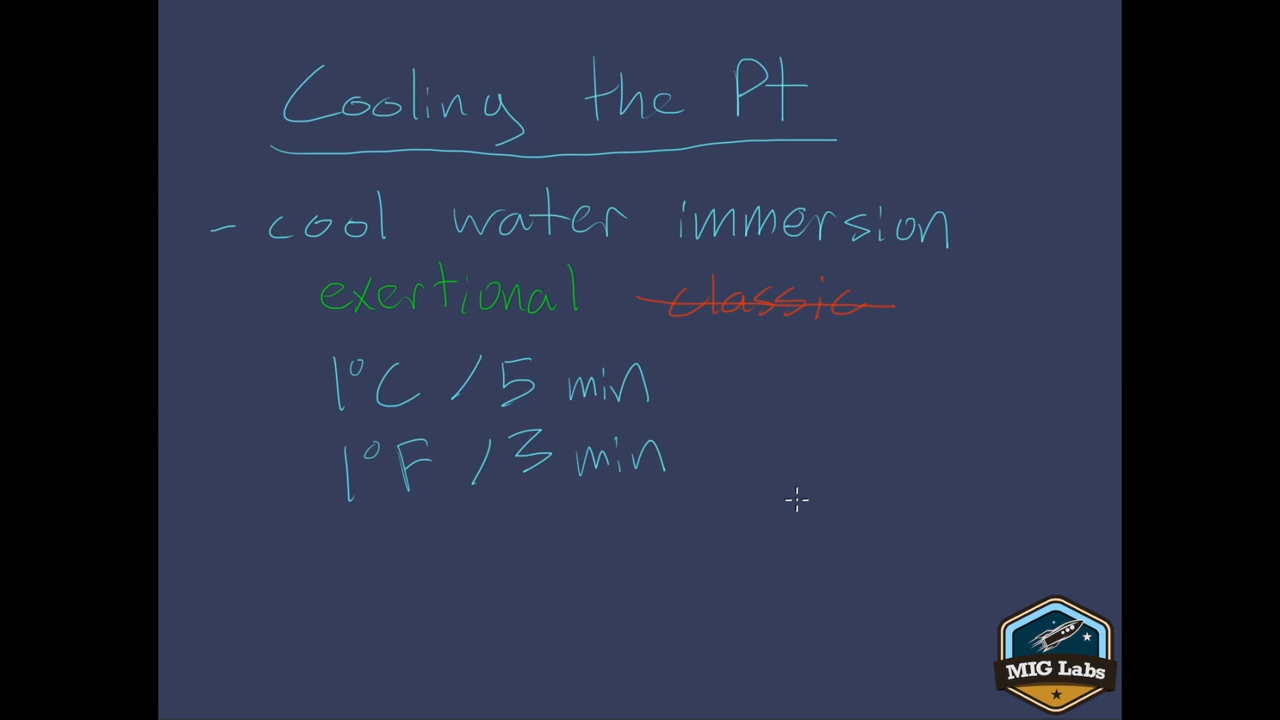 Cooling the Pt
- cool water immersion
exertional classic
1°C / 5 min
1°F / 3 min
MIG Labs